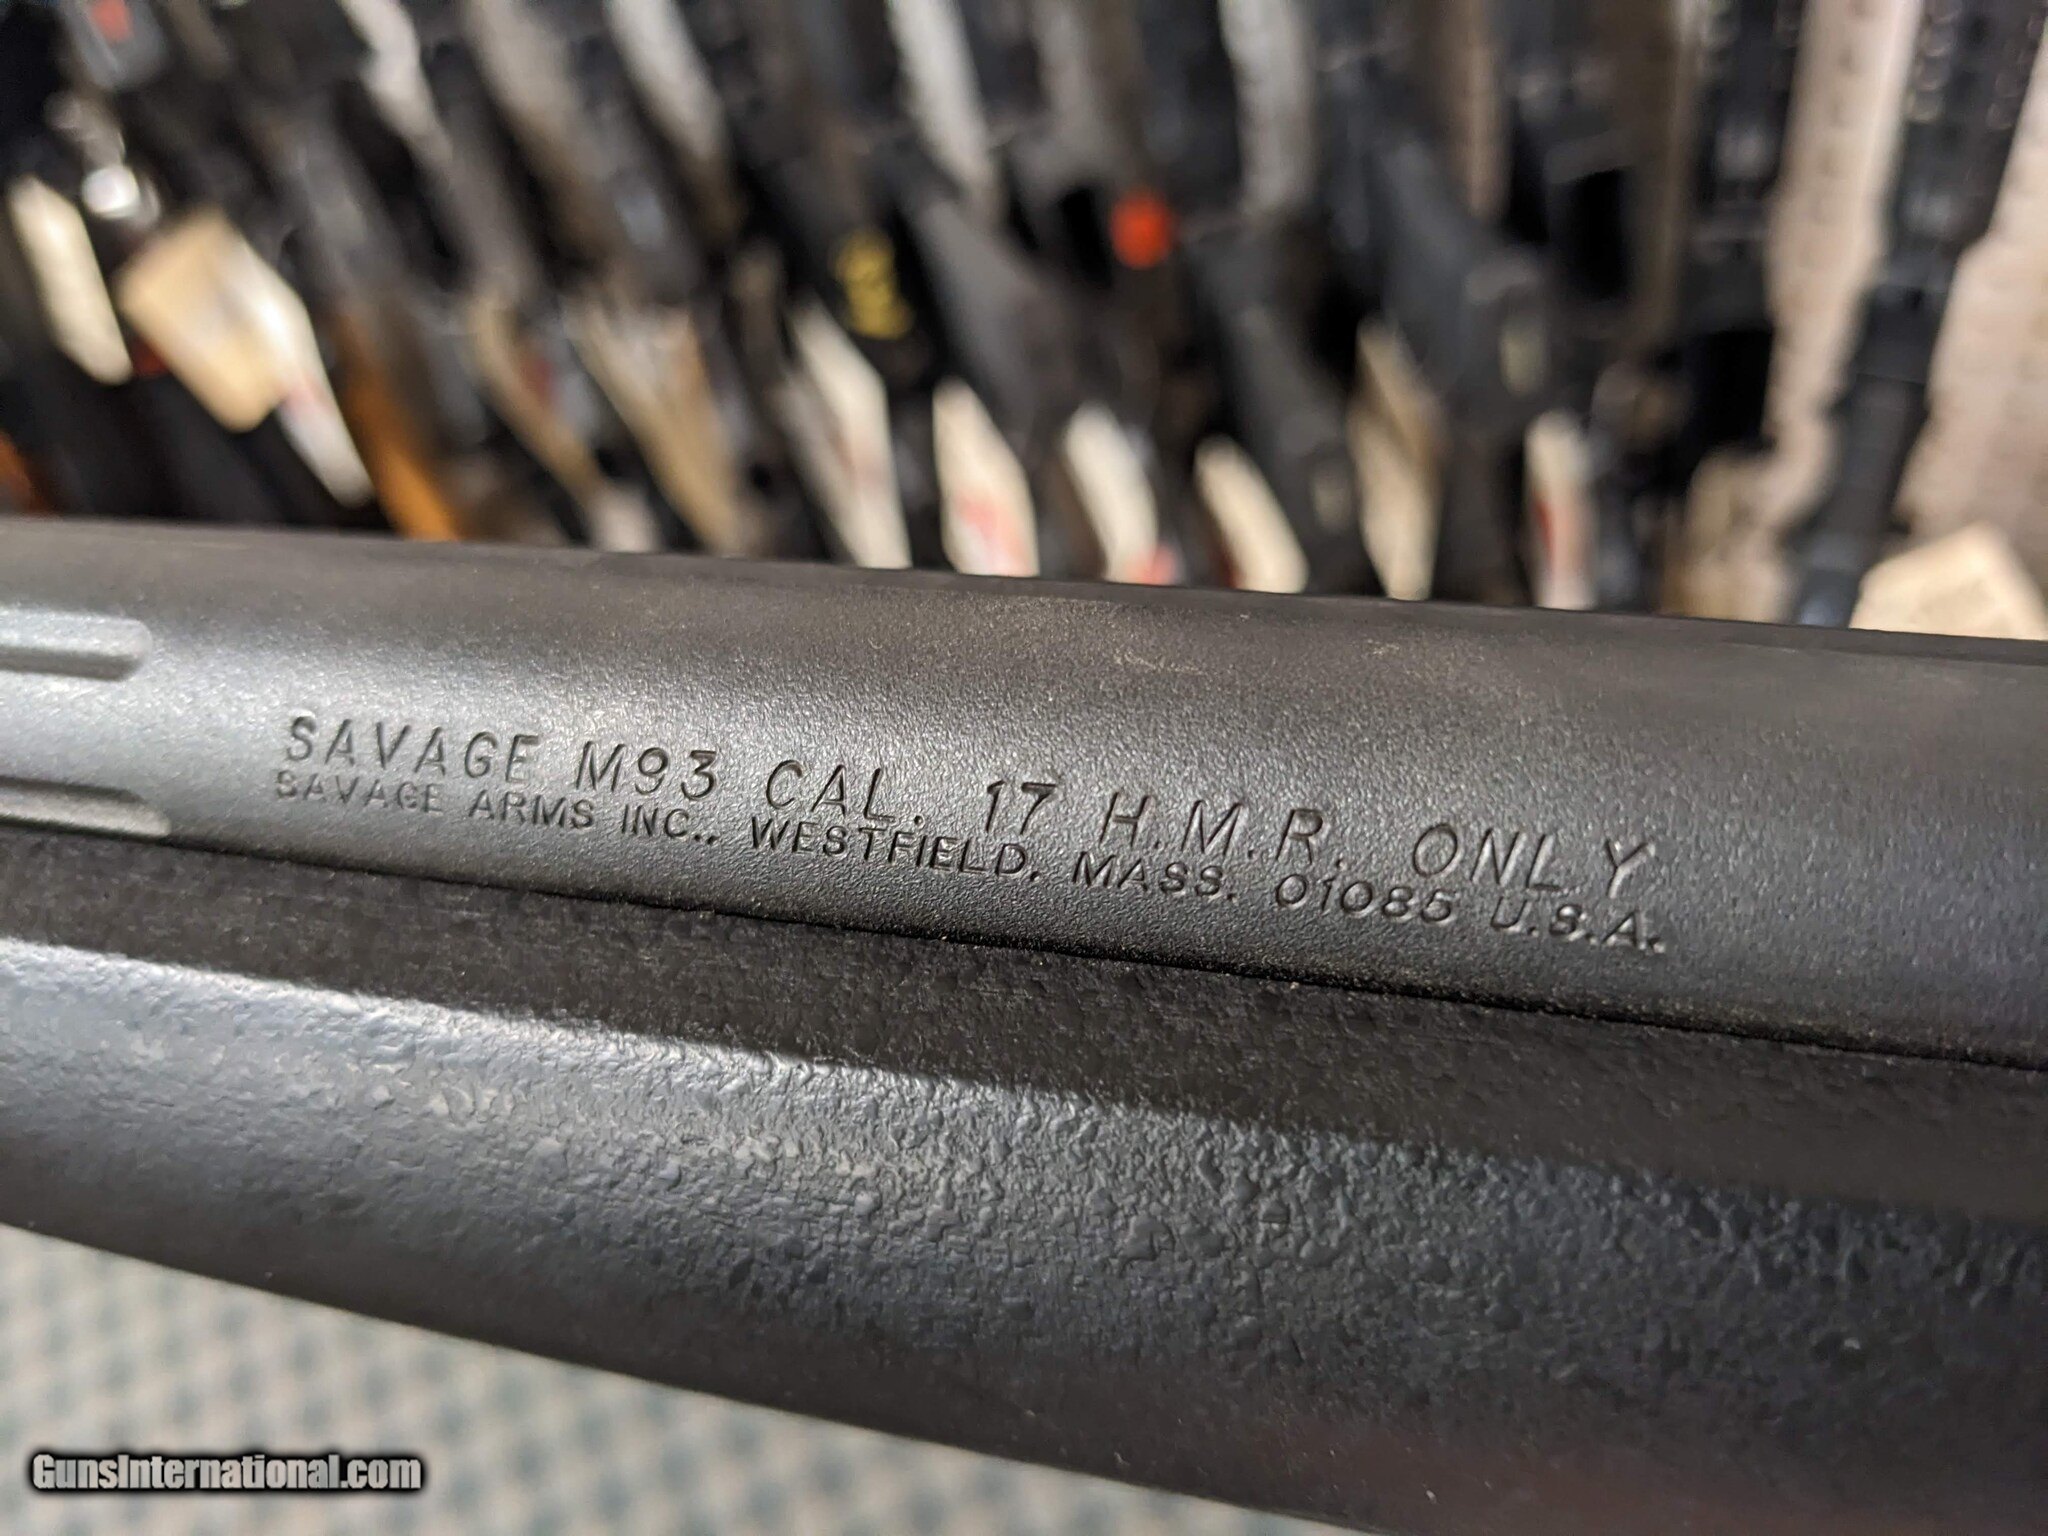 SAVAGE M93 CAL. 17 H.M.R. ONLY
SAVAGE ARMS INC., WESTFIELD, MASS. 01085 U.S.A.
GunsInternational.com